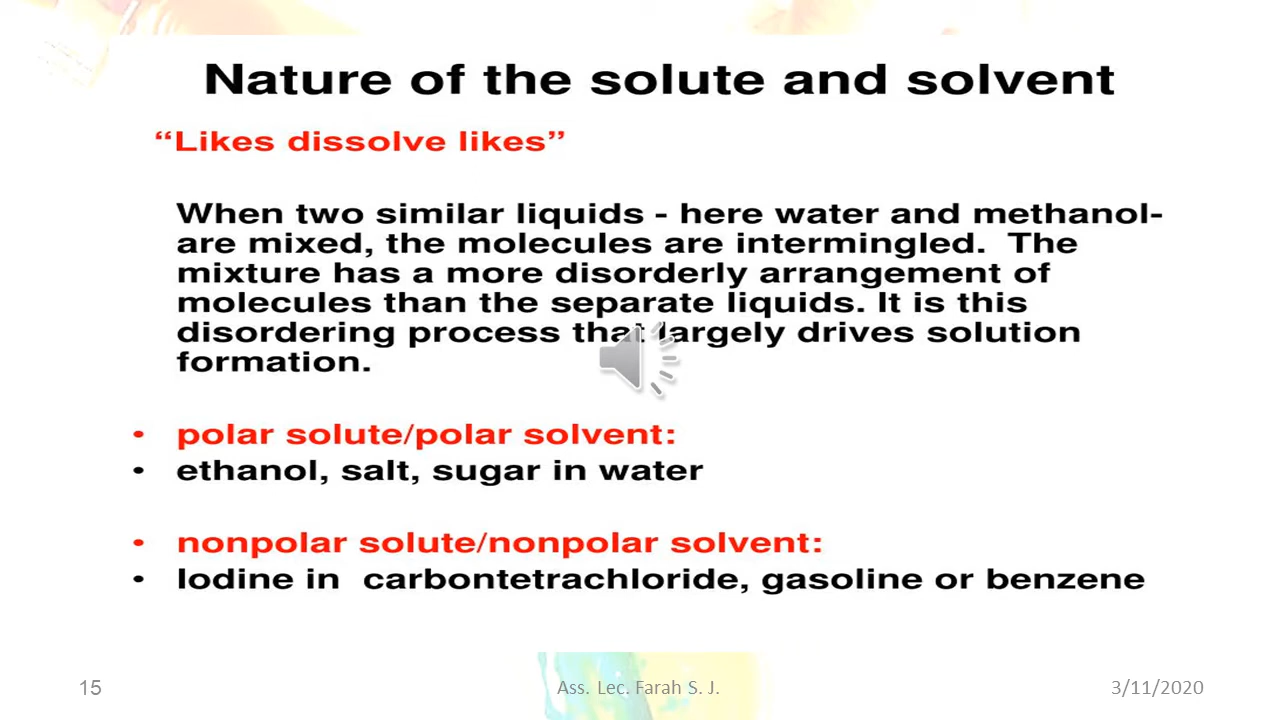 Nature of the solute and solvent
“Likes dissolve likes”
When two similar liquids - here water and methanol-
are mixed, the molecules are intermingled.  The
mixture has a more disorderly arrangement of
molecules than the separate liquids. It is this
disordering process that largely drives solution
formation.
• polar solute/polar solvent:
• ethanol, salt, sugar in water
• nonpolar solute/nonpolar solvent:
• Iodine in  carbontetrachloride, gasoline or benzene
15 Ass. Lec. Farah S. J. 3/11/2020